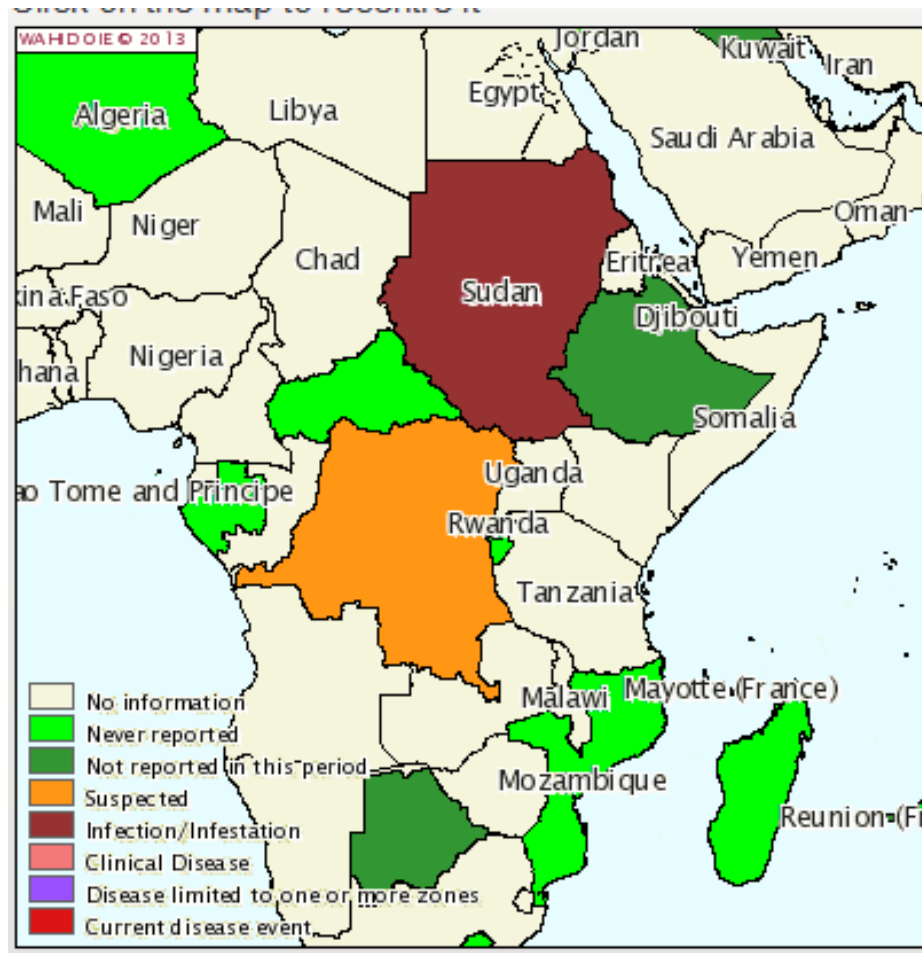 WAHID OIE © 2013
Jordan
Kuwait
Iran
Egypt
Algeria
Libya
Saudi Arabia
Mali
Niger
Oman
Chad
Eritrea
Yemen
Sudan
kina Faso
Djibouti
Nigeria
hana
Somalia
Uganda
ao Tome and Principe
Rwanda
Tanzania
Malawi
Mayotte (France)
Mozambique
Reunion (Fr
No information
Never reported
Not reported in this period
Suspected
Infection/Infestation
Clinical Disease
Disease limited to one or more zones
Current disease event